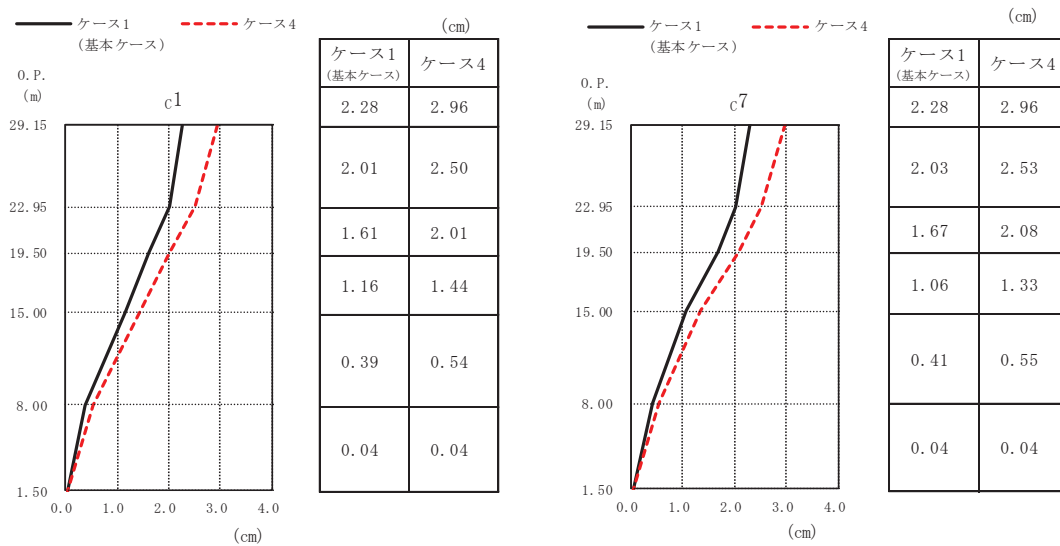 ケース1
(基本ケース)
ケース4
(cm)
O.P.
(m)
C1
29.15
22.95
19.50
15.00
8.00
1.50
0.0 1.0 2.0 3.0 4.0
(cm)
ケース1
(基本ケース)
ケース4
2.28 2.96
2.01 2.50
1.61 2.01
1.16 1.44
0.39 0.54
0.04 0.04
ケース1
(基本ケース)
ケース4
(cm)
O.P.
(m)
C7
29.15
22.95
19.50
15.00
8.00
1.50
0.0 1.0 2.0 3.0 4.0
(cm)
ケース1
(基本ケース)
ケース4
2.28 2.96
2.03 2.53
1.67 2.08
1.06 1.33
0.41 0.55
0.04 0.04